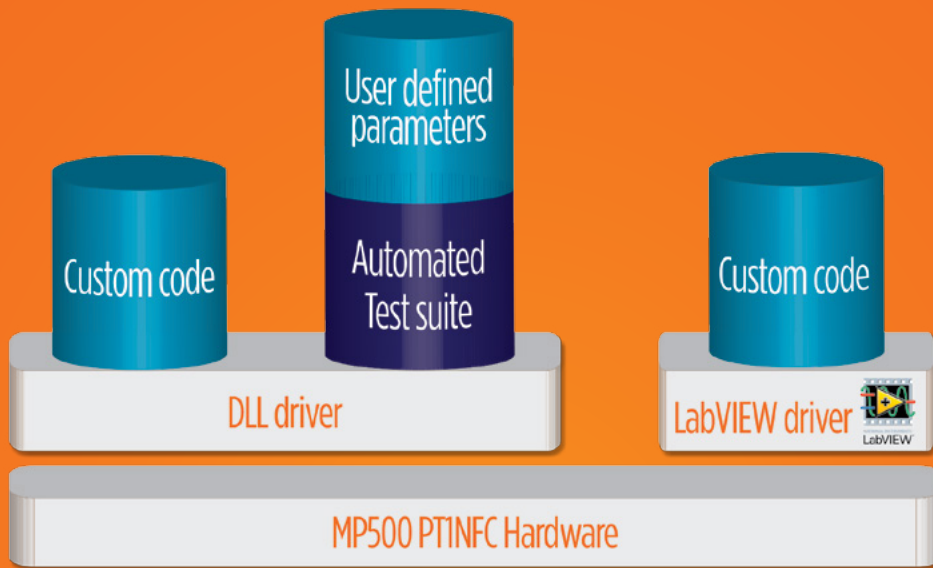 User defined
parameters
Custom code
Automated
Test suite
Custom code
DLL driver
LabVIEW driver
LabVIEW
MP500 PT1NFC Hardware